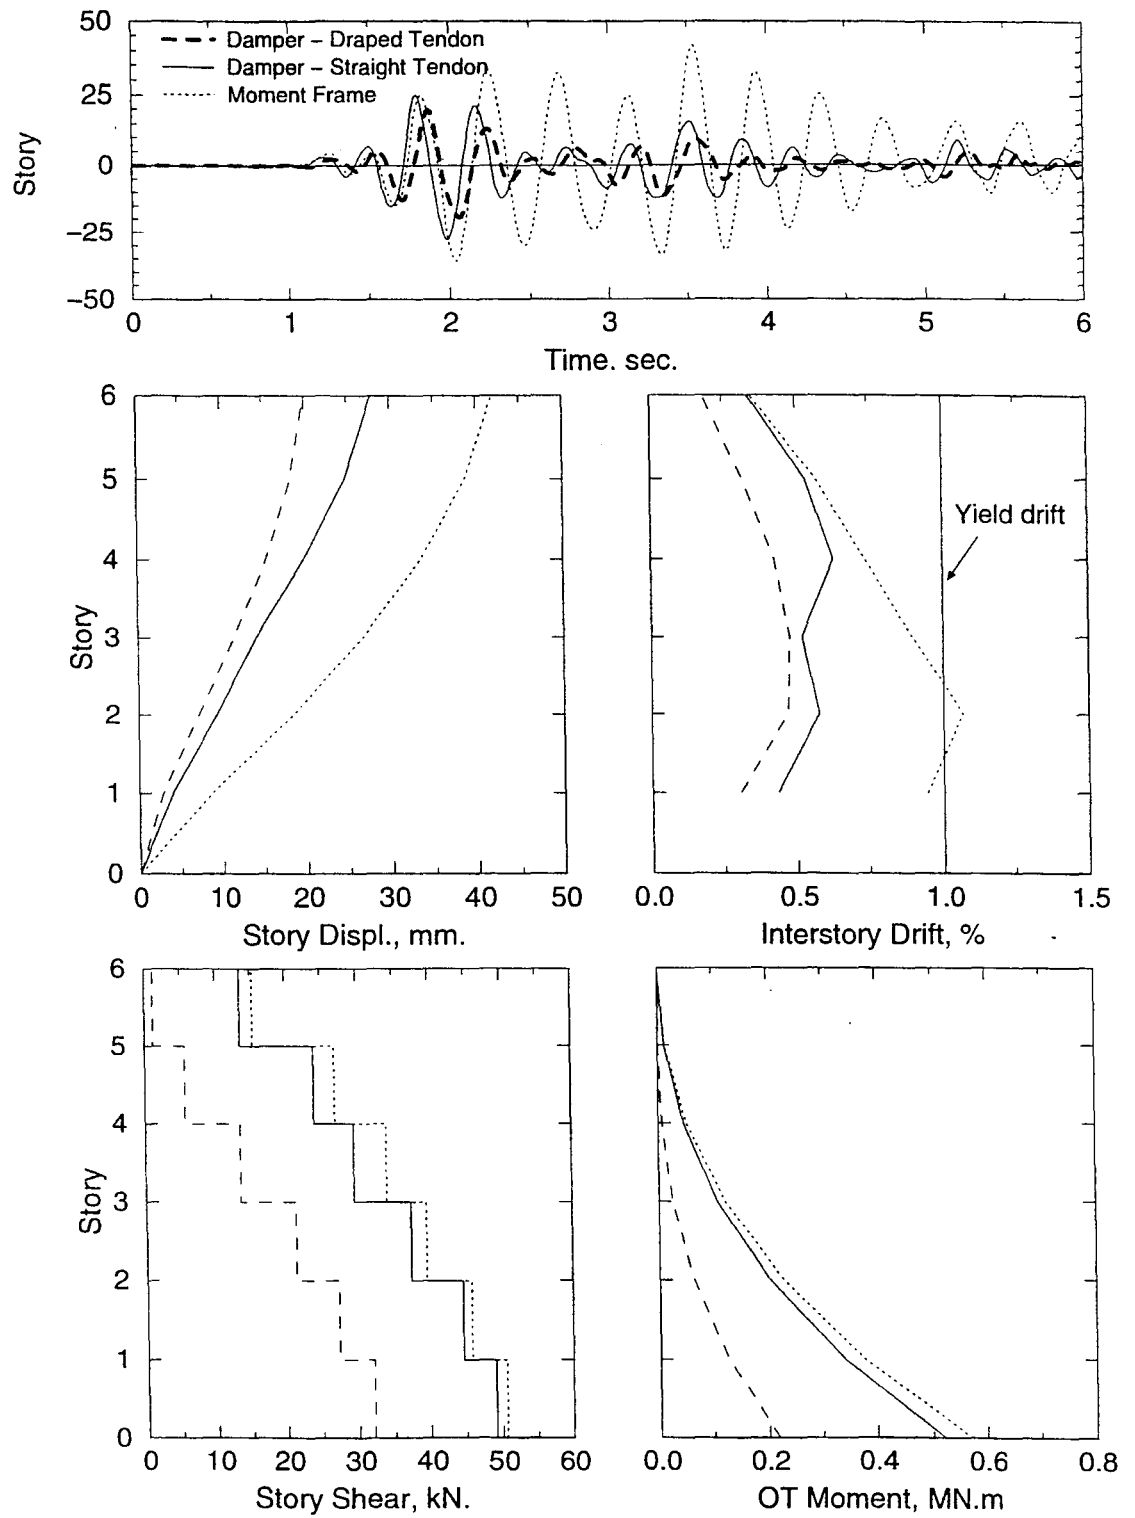 50
25
0
−25
−50
Story
Damper − Draped Tendon
Damper − Straight Tendon
Moment Frame
0 1 2 3 4 5 6
Time. sec.
6
5
4
3
2
1
0
Story
0 10 20 30 40 50
Story Displ., mm.
Yield drift
0.0 0.5 1.0 1.5
Interstory Drift, %
6
5
4
3
2
1
0
Story
0 10 20 30 40 50 60
Story Shear, kN.
0.0 0.2 0.4 0.6 0.8
OT Moment, MN.m